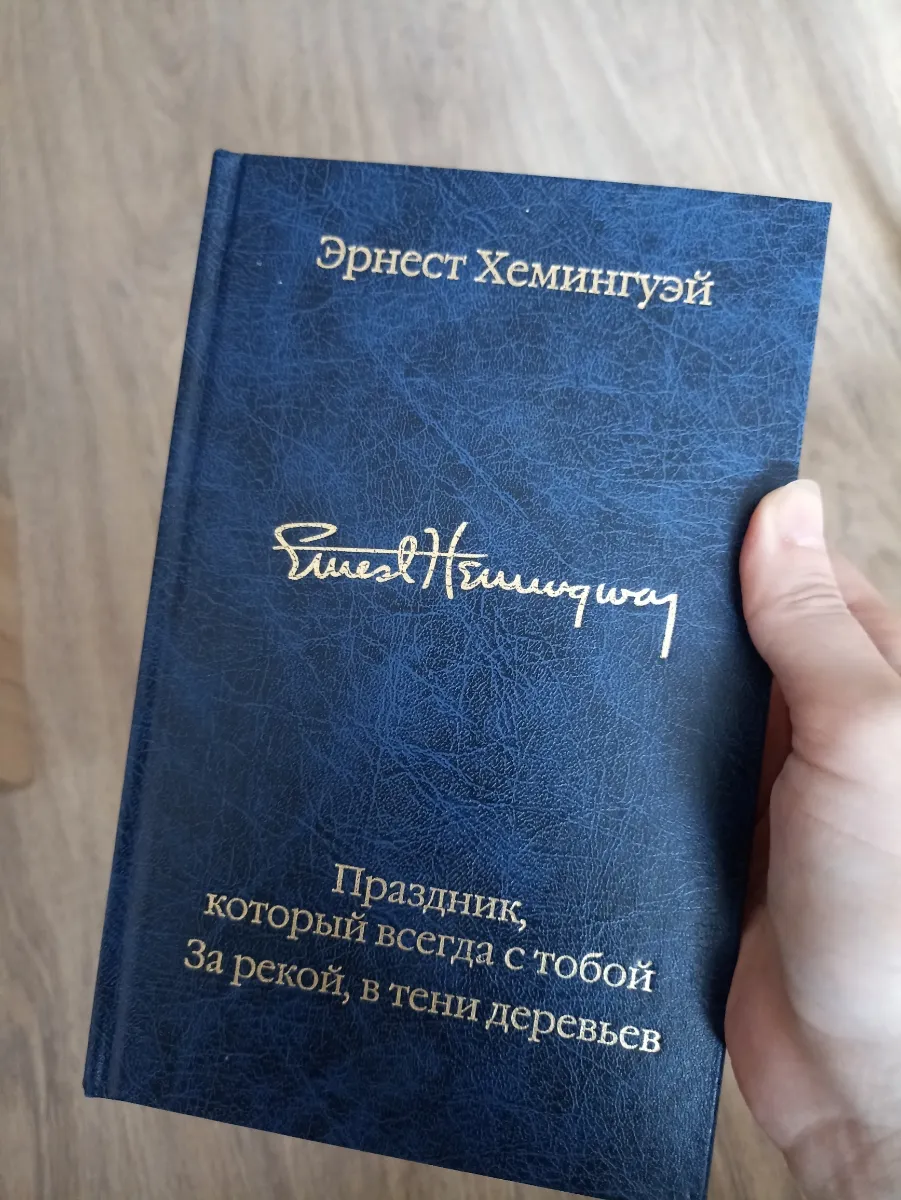 Эрнест Хемингуэй
Ernest Hemingway
Праздник,
который всегда с тобой
За рекой, в тени деревьев